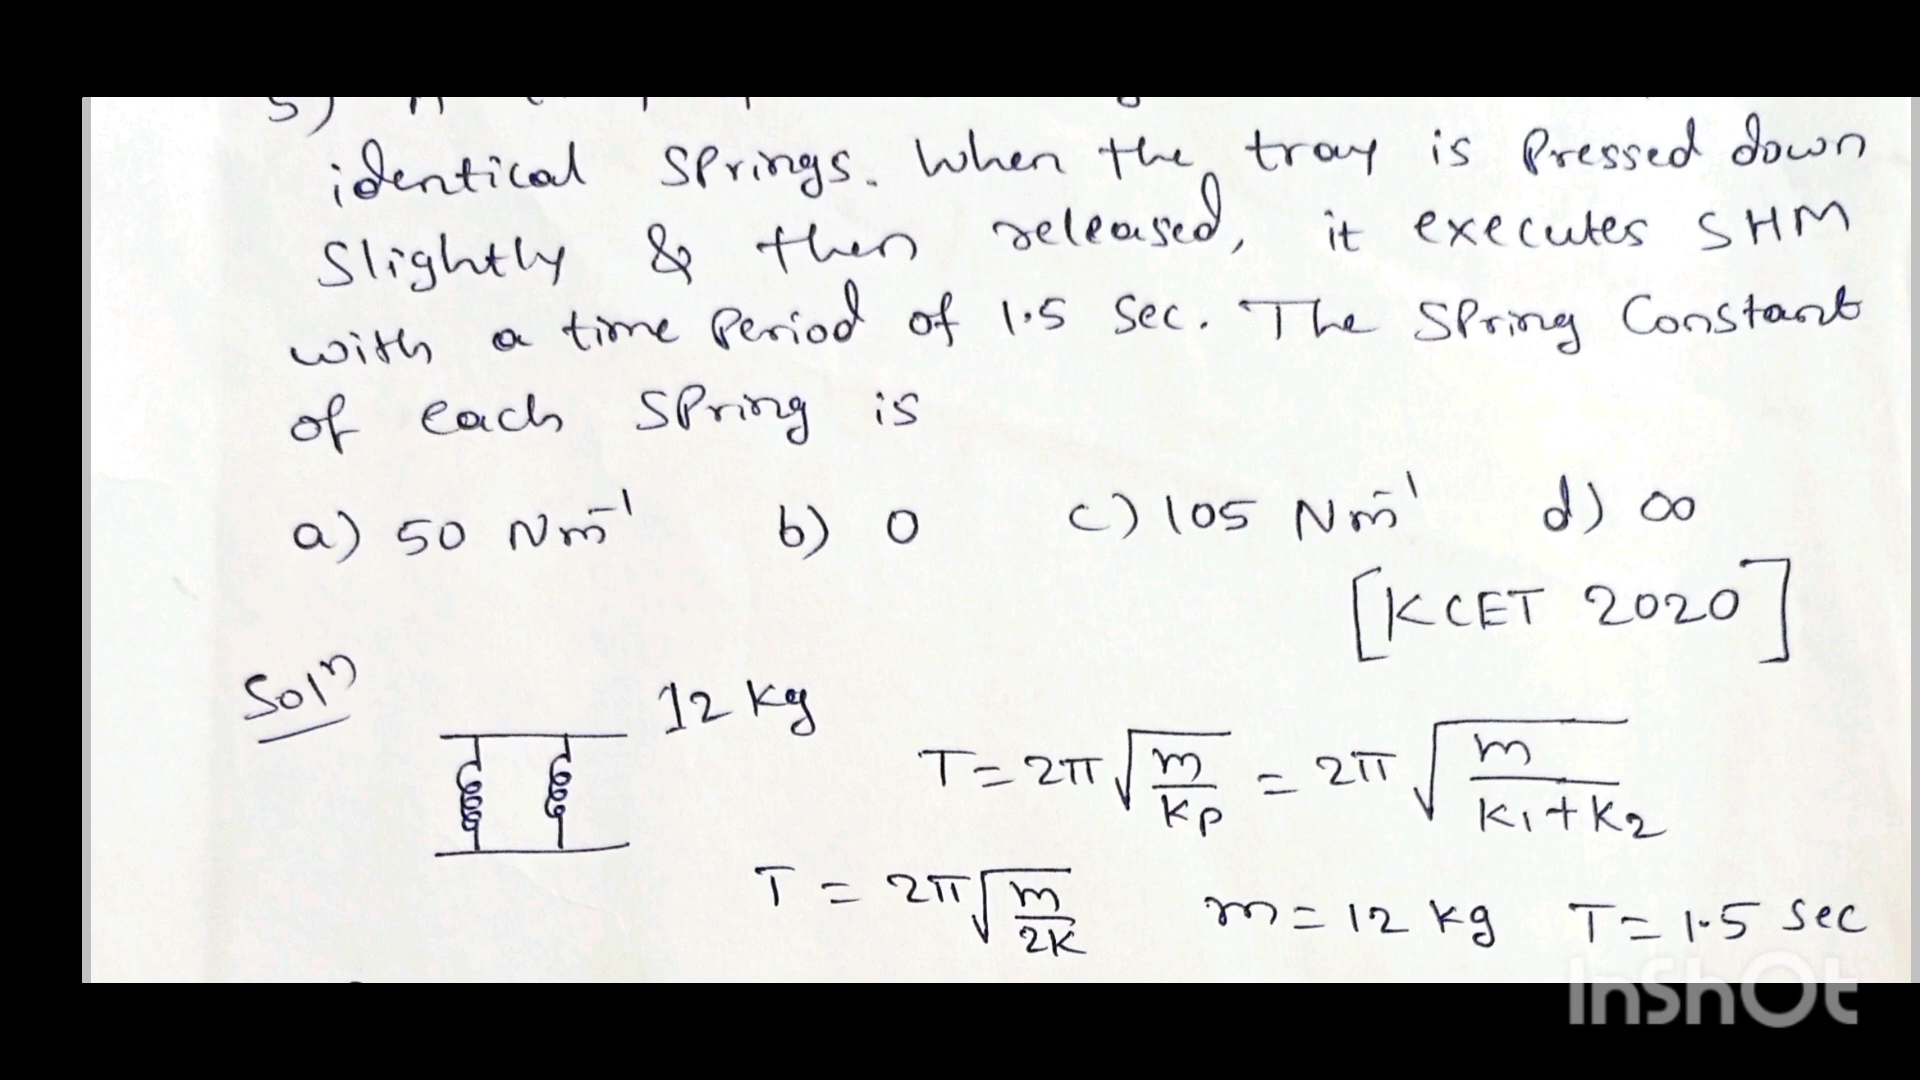 5)
identical Springs. When the tray is Pressed down
Slightly & then released, it executes SHM
with a time Period of 1.5 Sec. The Spring Constant
of each Spring is
a) 50 Nm⁻¹ b) 0 c) 105 Nm⁻¹ d) ∞
[KCET 2020]
Solⁿ
12 kg
T = 2π√(m/kp) = 2π√(m/(k₁+k₂))
T = 2π√(m/2K) m = 12 kg T = 1.5 Sec
InShOt